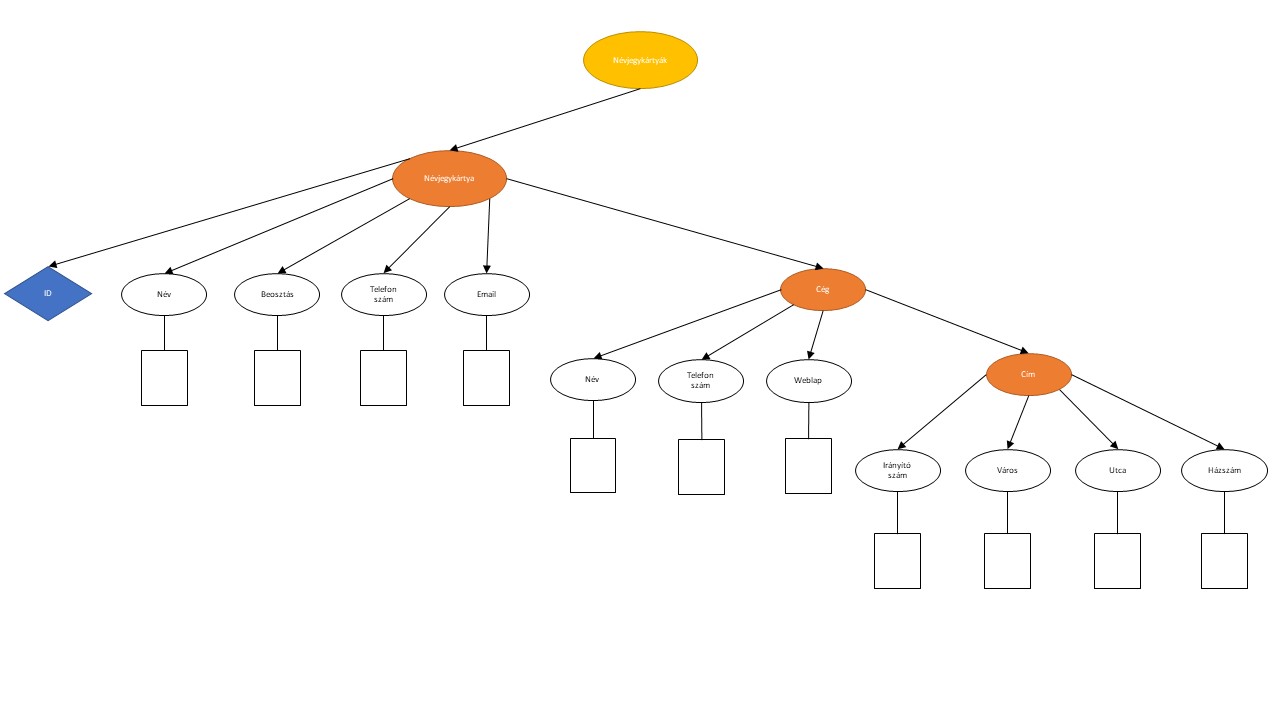 Névjegykártyák
Névjegykártya
ID
Név
Beosztás
Telefon
szám
Email
Cég
Név
Telefon
szám
Weblap
Cím
Irányító
szám
Város
Utca
Házszám